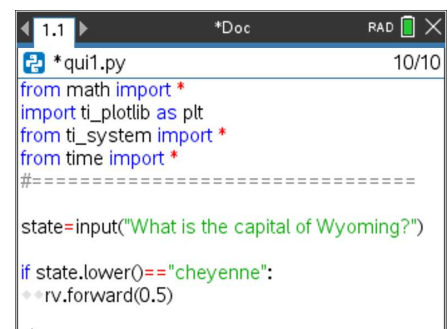 1.1 *Doc RAD
*qui1.py 10/10
from math import *
import ti_plotlib as plt
from ti_system import *
from time import *
#================================
state=input("What is the capital of Wyoming?")
if state.lower()=="cheyenne":
rv.forward(0.5)